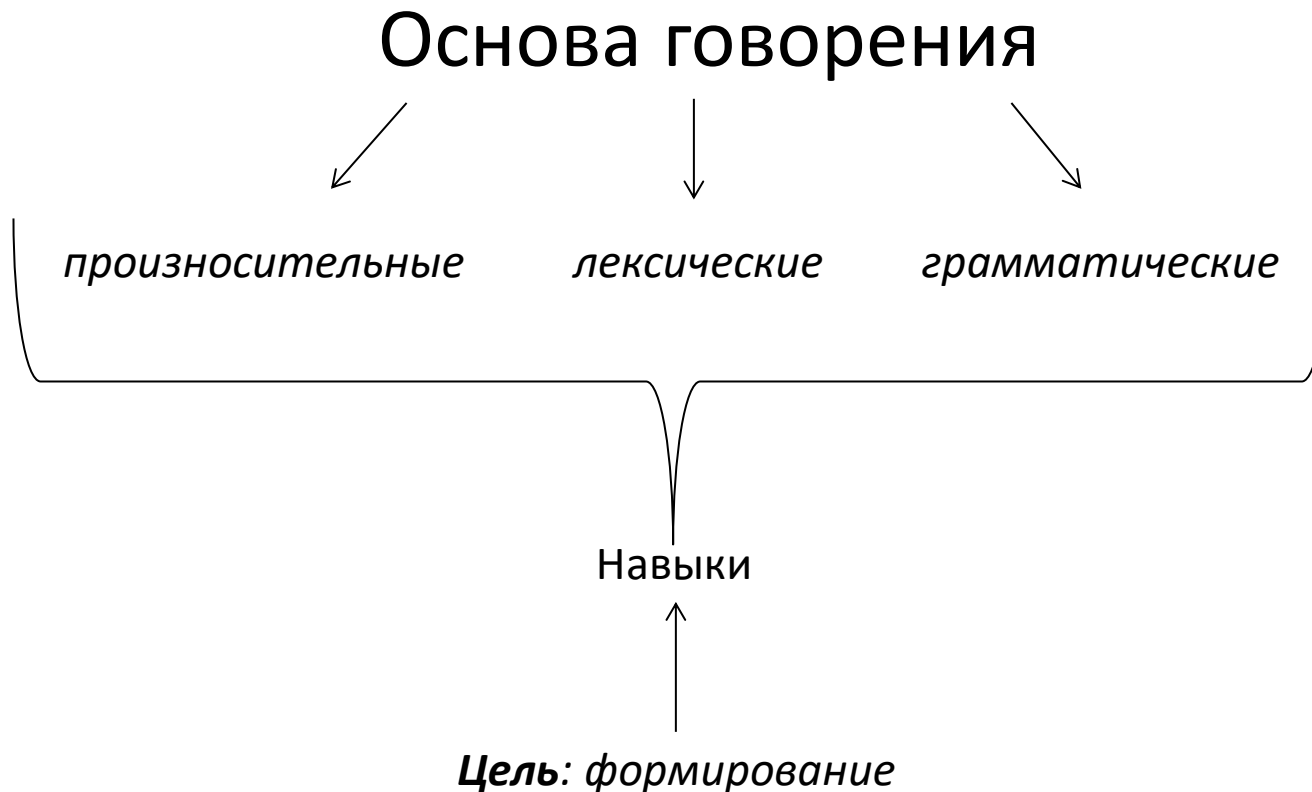 Основа говорения
произносительные лексические грамматические
Навыки
Цель: формирование